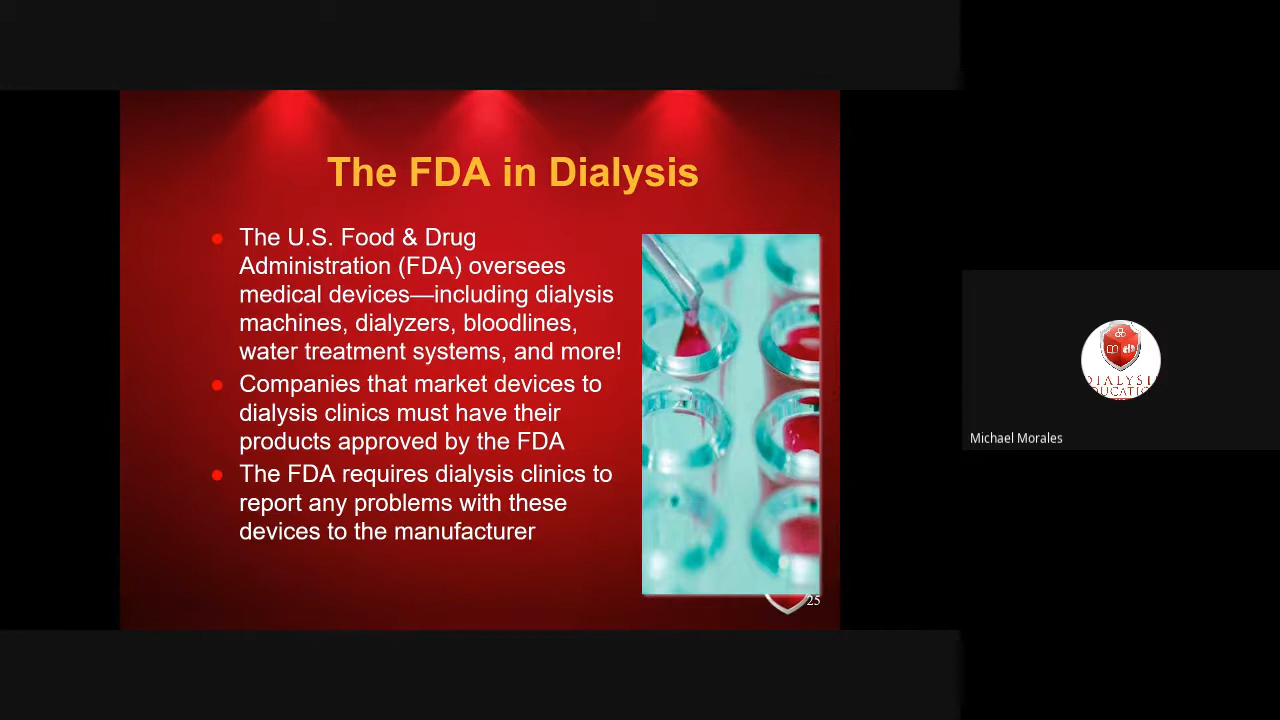 The FDA in Dialysis
The U.S. Food & Drug
Administration (FDA) oversees
medical devices—including dialysis
machines, dialyzers, bloodlines,
water treatment systems, and more!
Companies that market devices to
dialysis clinics must have their
products approved by the FDA
The FDA requires dialysis clinics to
report any problems with these
devices to the manufacturer
25
Michael Morales